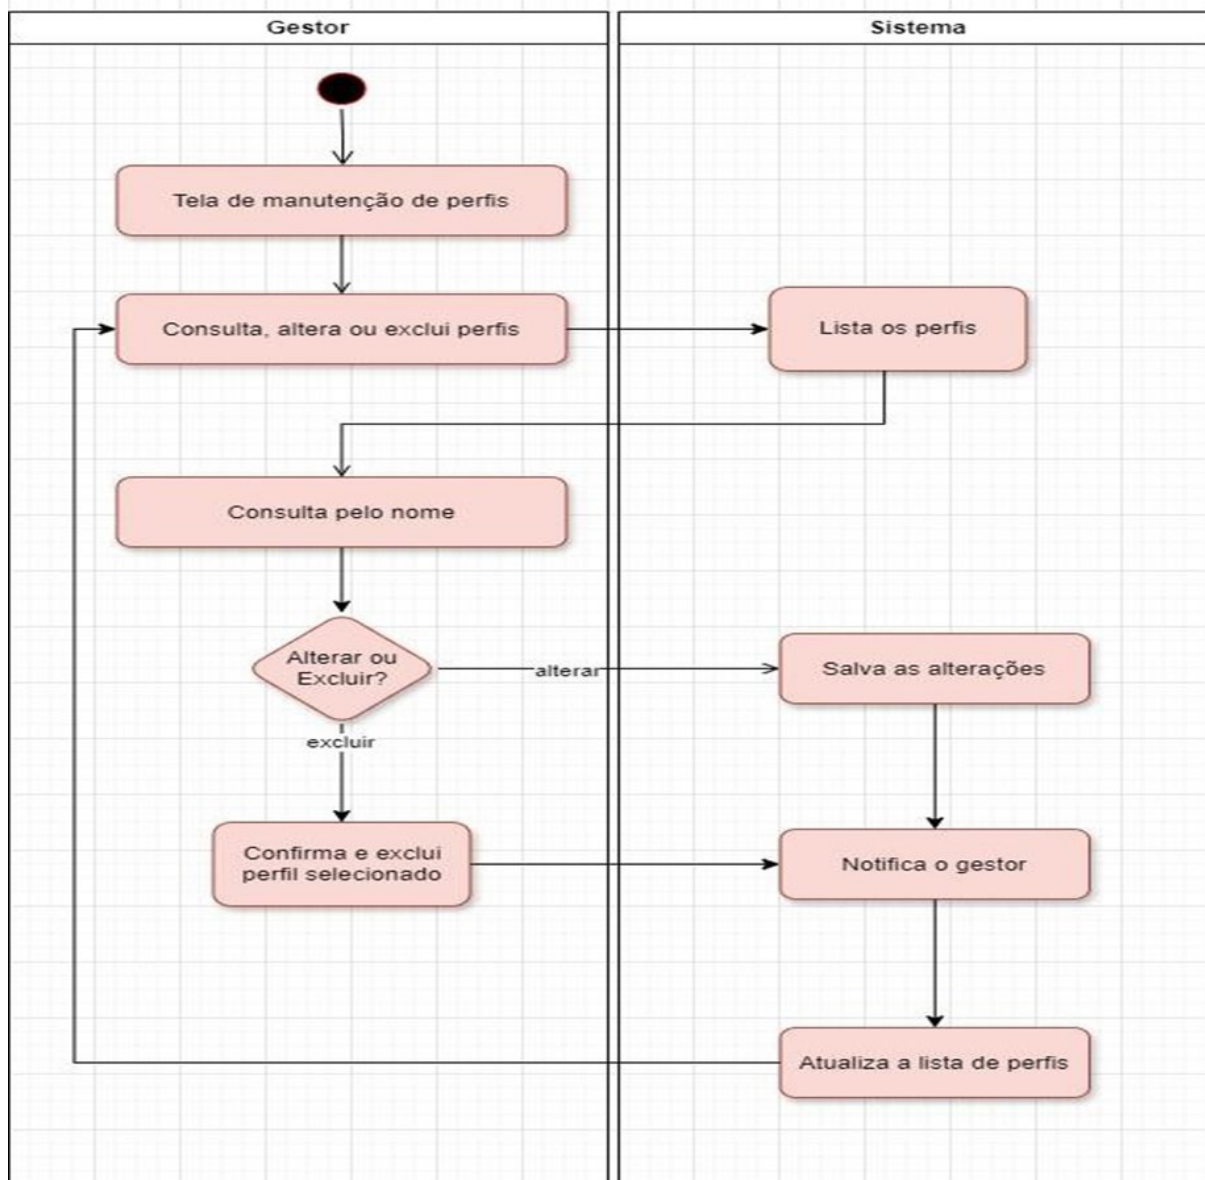 Gestor
Sistema
Tela de manutenção de perfis
Consulta, altera ou exclui perfis
Lista os perfis
Consulta pelo nome
Alterar ou
Excluir?
alterar
Salva as alterações
excluir
Confirma e exclui
perfil selecionado
Notifica o gestor
Atualiza a lista de perfis